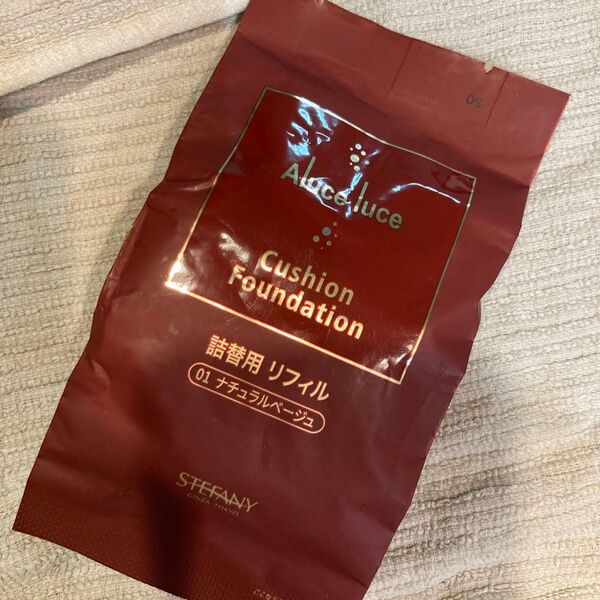 Aluce luce
Cushion
Foundation
詰替用 リフィル
01 ナチュラルベージュ
STEFANY
GINZA TOKYO